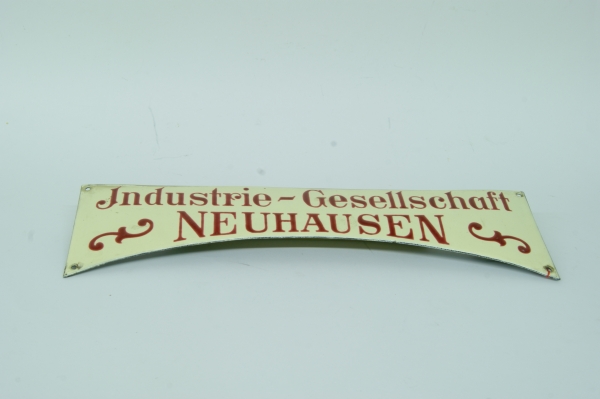 Industrie - Gesellschaft
NEUHAUSEN